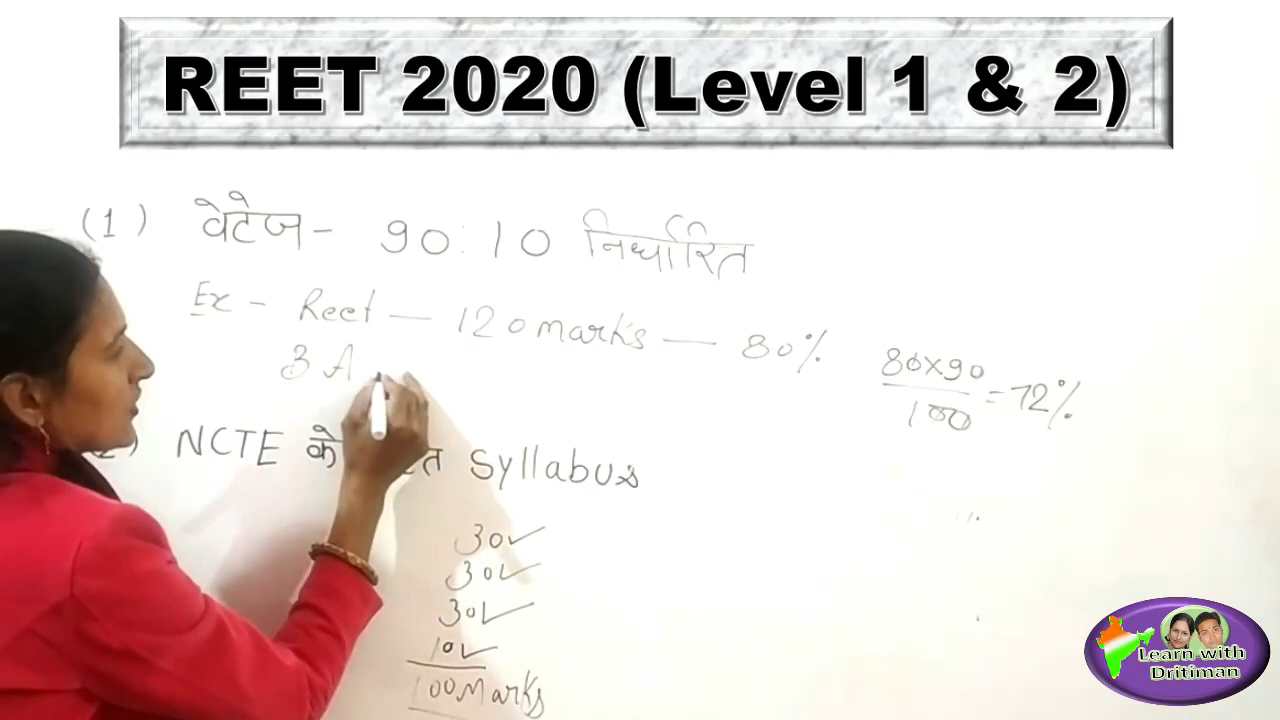 REET 2020 (Level 1 & 2)
(1) वेटेज - 90:10 निर्धारित
Ex - Reet — 120 marks — 80%
80×90
100
= 72%
3 A
NCTE के Syllabus
30✓
30✓
30✓
10✓
100 Marks
Learn with
Dritiman